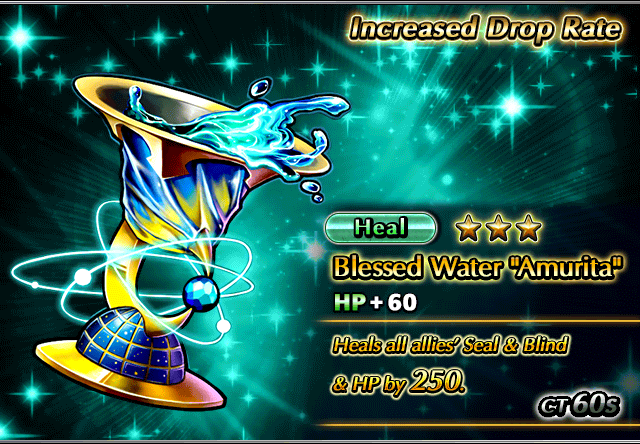 Increased Drop Rate
Heal
Blessed Water "Amurita"
HP + 60
Heals all allies' Seal & Blind
& HP by 250.
CT 60s